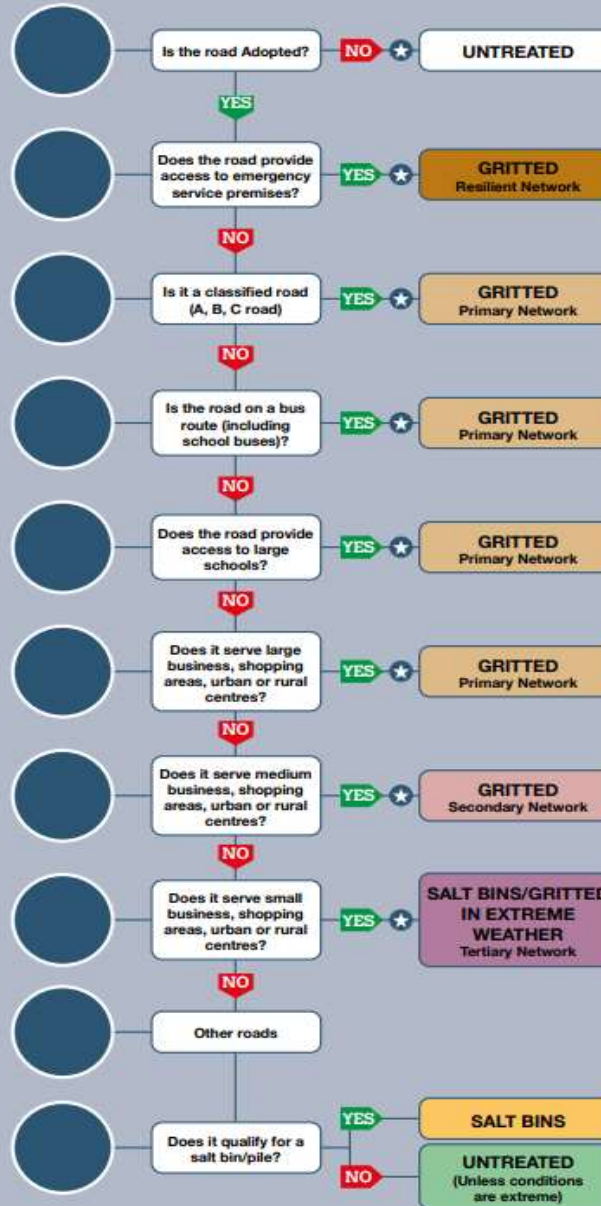 Is the road Adopted?
NO
UNTREATED
YES
Does the road provide
access to emergency
service premises?
YES
GRITTED
Resilient Network
NO
Is it a classified road
(A, B, C road)
YES
GRITTED
Primary Network
NO
Is the road on a bus
route (including
school buses)?
YES
GRITTED
Primary Network
NO
Does the road provide
access to large
schools?
YES
GRITTED
Primary Network
NO
Does it serve large
business, shopping
areas, urban or rural
centres?
YES
GRITTED
Primary Network
NO
Does it serve medium
business, shopping
areas, urban or rural
centres?
YES
GRITTED
Secondary Network
NO
Does it serve small
business, shopping
areas, urban or rural
centres?
YES
SALT BINS/GRITTED
IN EXTREME
WEATHER
Tertiary Network
NO
Other roads
Does it qualify for a
salt bin/pile?
YES
SALT BINS
NO
UNTREATED
(Unless conditions
are extreme)